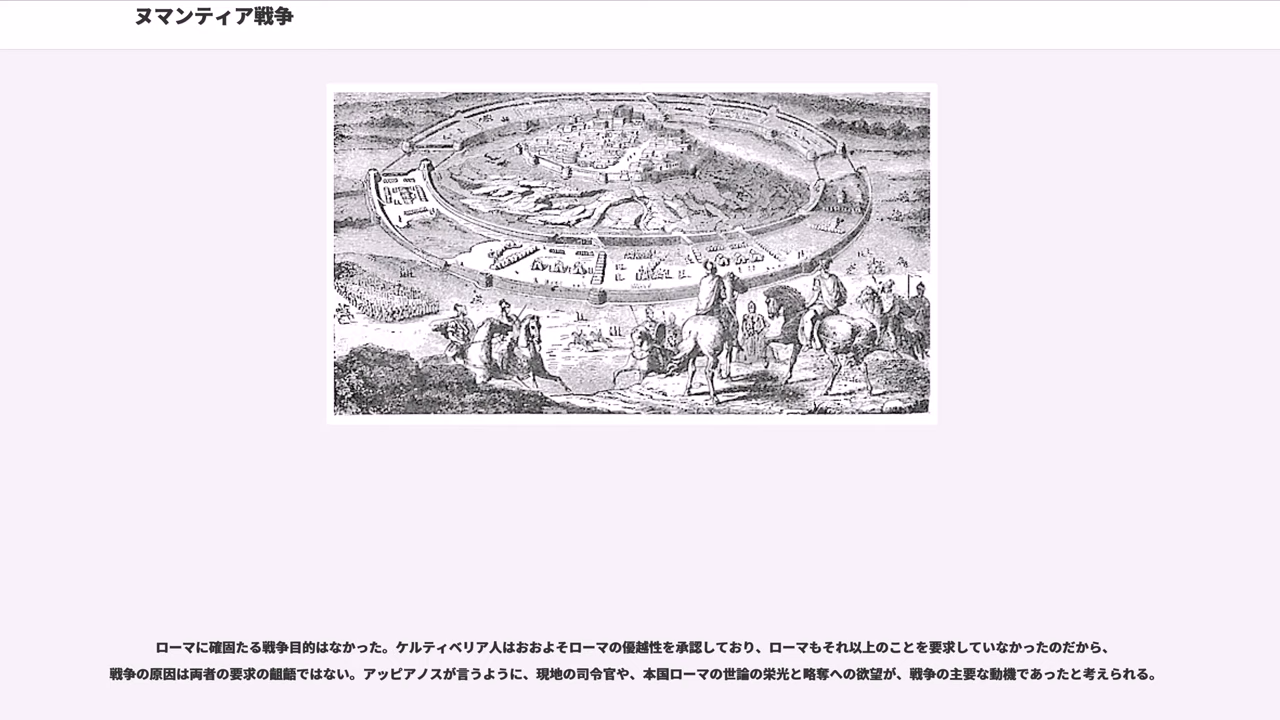 ヌマンティア戦争
ローマに確固たる戦争目的はなかった。ケルティベリア人はおおよそローマの優越性を承認しており、ローマもそれ以上のことを要求していなかったのだから、
戦争の原因は両者の要求の齟齬ではない。アッピアノスが言うように、現地の司令官や、本国ローマの世論の栄光と略奪への欲望が、戦争の主要な動機であったと考えられる。